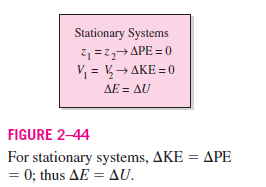 Stationary Systems
z₁ = z₂ → ΔPE = 0
V₁ = V₂ → ΔKE = 0
ΔE = ΔU
FIGURE 2–44
For stationary systems, ΔKE = ΔPE
= 0; thus ΔE = ΔU.